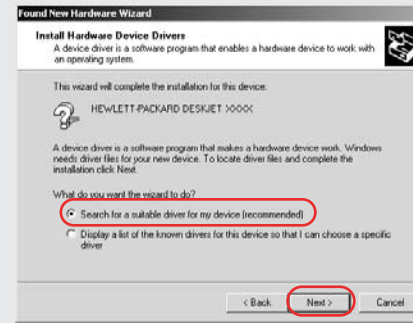 Found New Hardware Wizard
Install Hardware Device Drivers
A device driver is a software program that enables a hardware device to work with
an operating system.
This wizard will complete the installation for this device:
HEWLETT-PACKARD DESKJET XXXX
A device driver is a software program that makes a hardware device work. Windows
needs driver files for your new device. To locate driver files and complete the
installation click Next.
What do you want the wizard to do?
Search for a suitable driver for my device (recommended)
Display a list of the known drivers for this device so that I can choose a specific
driver
< Back
Next >
Cancel